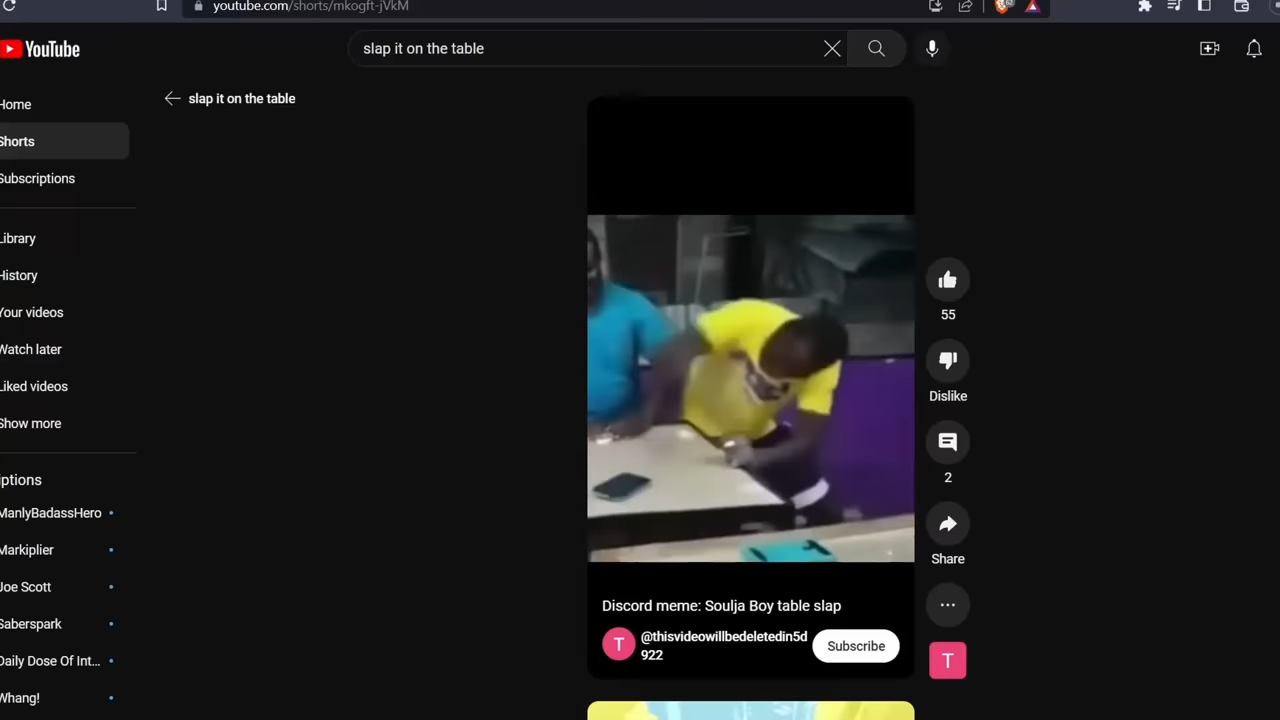 youtube.com/shorts/mkogft-jVkM
YouTube
slap it on the table
Home
slap it on the table
Shorts
Subscriptions
Library
History
Your videos
Watch later
Liked videos
Show more
iptions
ManlyBadassHero
Markiplier
Joe Scott
Saberspark
Daily Dose Of Int...
Whang!
55
Dislike
2
Share
Discord meme: Soulja Boy table slap
T
@thisvideowillbedeletedin5d
922
Subscribe
T